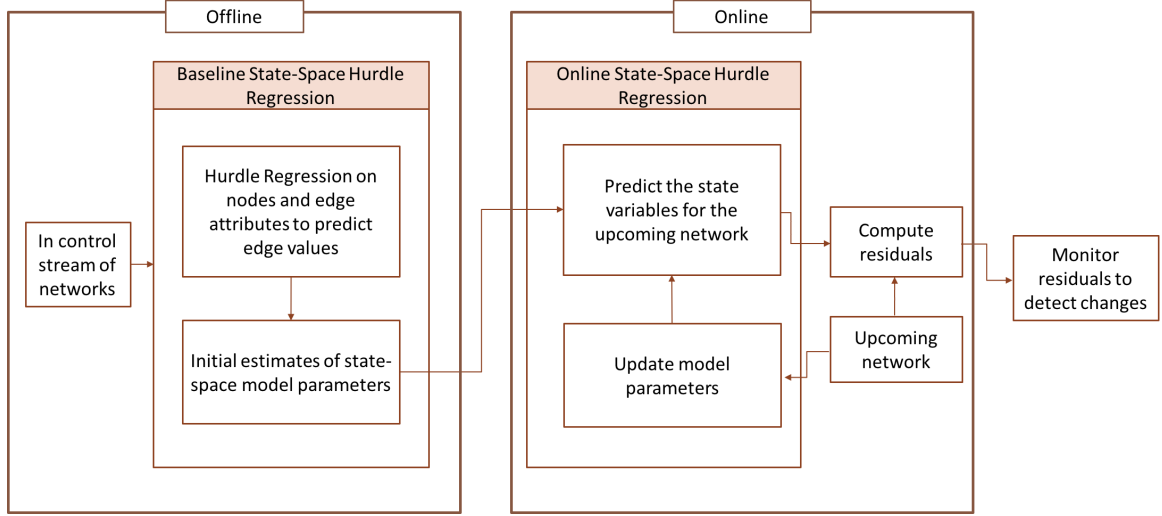 Offline
Online
Baseline State-Space Hurdle
Regression
Online State-Space Hurdle
Regression
Hurdle Regression on
nodes and edge
attributes to predict
edge values
Predict the state
variables for the
upcoming network
In control
stream of
networks
Compute
residuals
Monitor
residuals to
detect changes
Initial estimates of state-
space model parameters
Update model
parameters
Upcoming
network